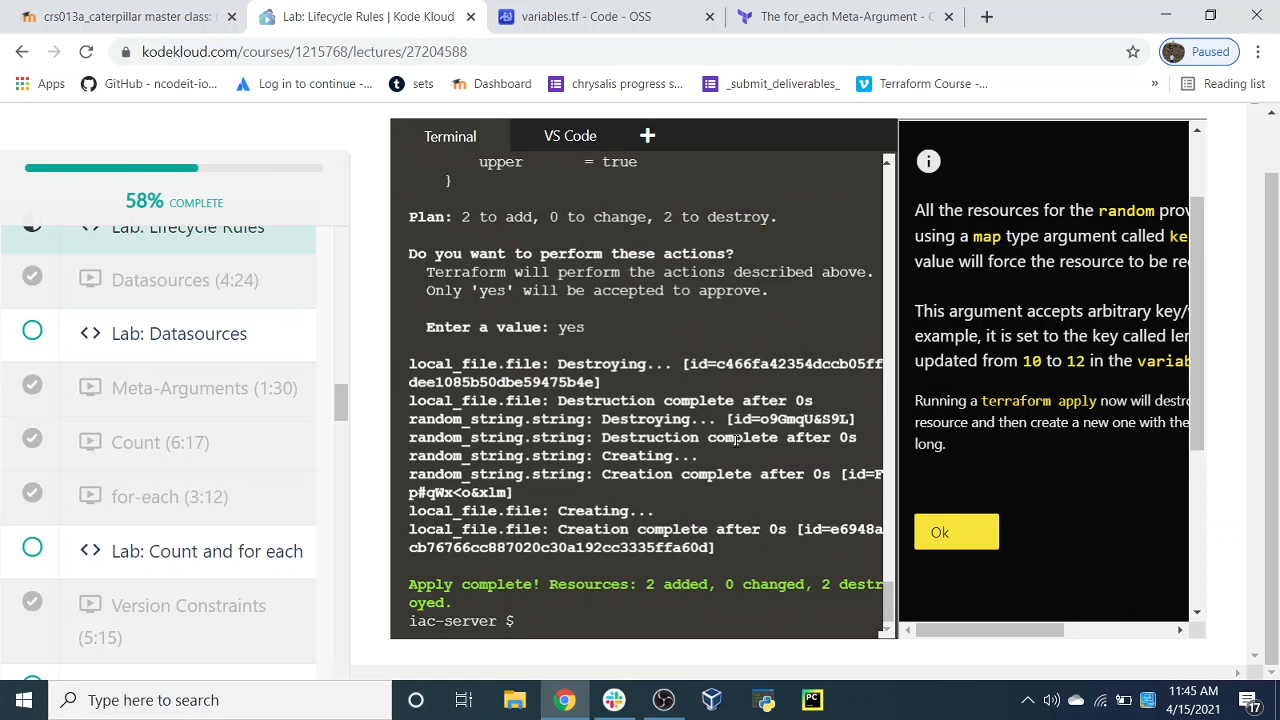 crs013a_caterpillar master class: t
Lab: Lifecycle Rules | Kode Kloud
variables.tf - Code - OSS
The for_each Meta-Argument - C
kodekloud.com/courses/1215768/lectures/27204588
Paused
Apps
GitHub - ncodeit-io...
Log in to continue -...
sets
Dashboard
chrysalis progress s...
_submit_deliverables_
Terraform Course -...
»
Reading list
58% COMPLETE
Lab: Lifecycle Rules
Datasources (4:24)
Lab: Datasources
Meta-Arguments (1:30)
Count (6:17)
for-each (3:12)
Lab: Count and for each
Version Constraints
(5:15)
Terminal
VS Code
upper = true
}
Plan: 2 to add, 0 to change, 2 to destroy.
Do you want to perform these actions?
Terraform will perform the actions described above.
Only 'yes' will be accepted to approve.
Enter a value: yes
local_file.file: Destroying... [id=c466fa42354dccb05ff
dee1085b50dbe59475b4e]
local_file.file: Destruction complete after 0s
random_string.string: Destroying... [id=o9GmqU&S9L]
random_string.string: Destruction complete after 0s
random_string.string: Creating...
random_string.string: Creation complete after 0s [id=F
p#qWx<o&xlm]
local_file.file: Creating...
local_file.file: Creation complete after 0s [id=e6948a
cb76766cc887020c30a192cc3335ffa60d]
Apply complete! Resources: 2 added, 0 changed, 2 destr
oyed.
iac-server $
All the resources for the random prov
using a map type argument called ke
value will force the resource to be re
This argument accepts arbitrary key/
example, it is set to the key called len
updated from 10 to 12 in the variab
Running a terraform apply now will destro
resource and then create a new one with the
long.
Ok
Type here to search
11:45 AM
4/15/2021
17